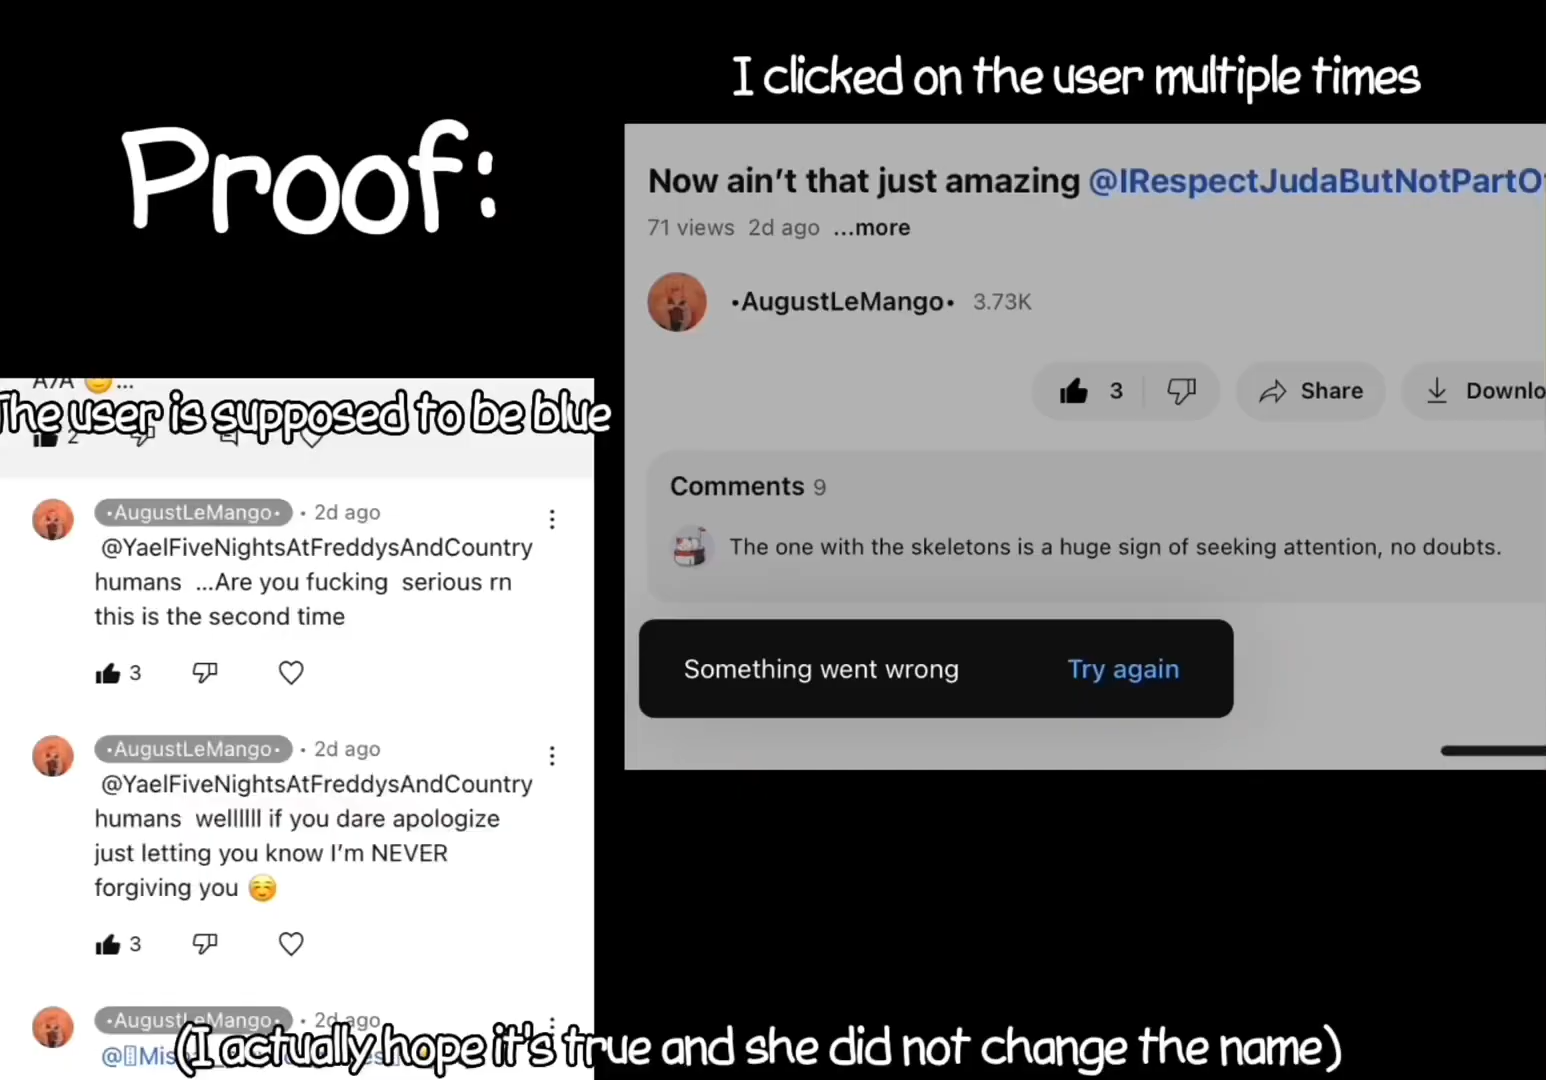 I clicked on the user multiple times
Proof:
Now ain't that just amazing @IRespectJudaButNotPartO
71 views 2d ago ...more
•AugustLeMango• 3.73K
3 Share Downlo
Comments 9
The one with the skeletons is a huge sign of seeking attention, no doubts.
Something went wrong Try again
A7A 😊...
The user is supposed to be blue
2
•AugustLeMango• • 2d ago
@YaelFiveNightsAtFreddysAndCountry
humans ...Are you fucking serious rn
this is the second time
3
•AugustLeMango• • 2d ago
@YaelFiveNightsAtFreddysAndCountry
humans wellllll if you dare apologize
just letting you know I'm NEVER
forgiving you ☺️
3
•AugustLeMango• • 2d ago
(I actually hope it's true and she did not change the name)